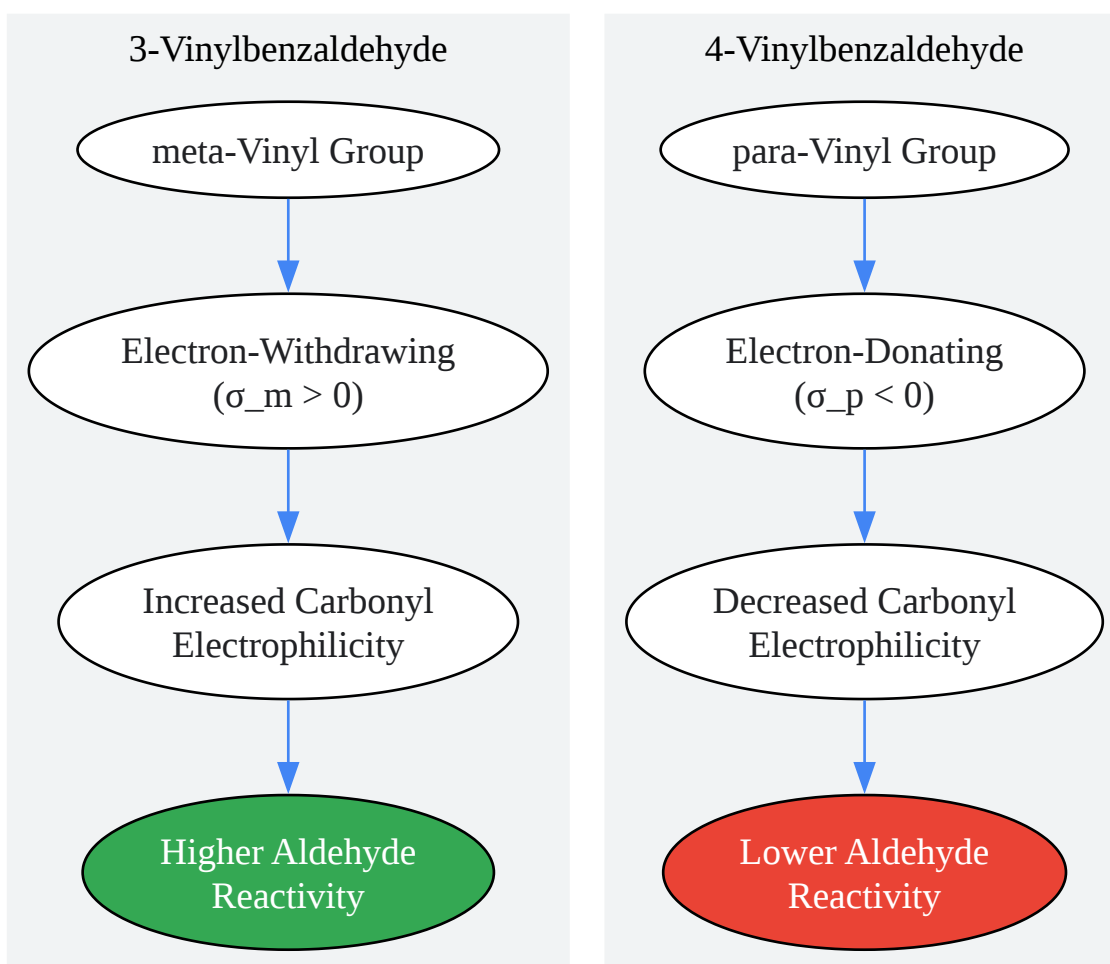 3-Vinylbenzaldehyde
meta-Vinyl Group
Electron-Withdrawing
(σ_m > 0)
Increased Carbonyl
Electrophilicity
Higher Aldehyde
Reactivity
4-Vinylbenzaldehyde
para-Vinyl Group
Electron-Donating
(σ_p < 0)
Decreased Carbonyl
Electrophilicity
Lower Aldehyde
Reactivity